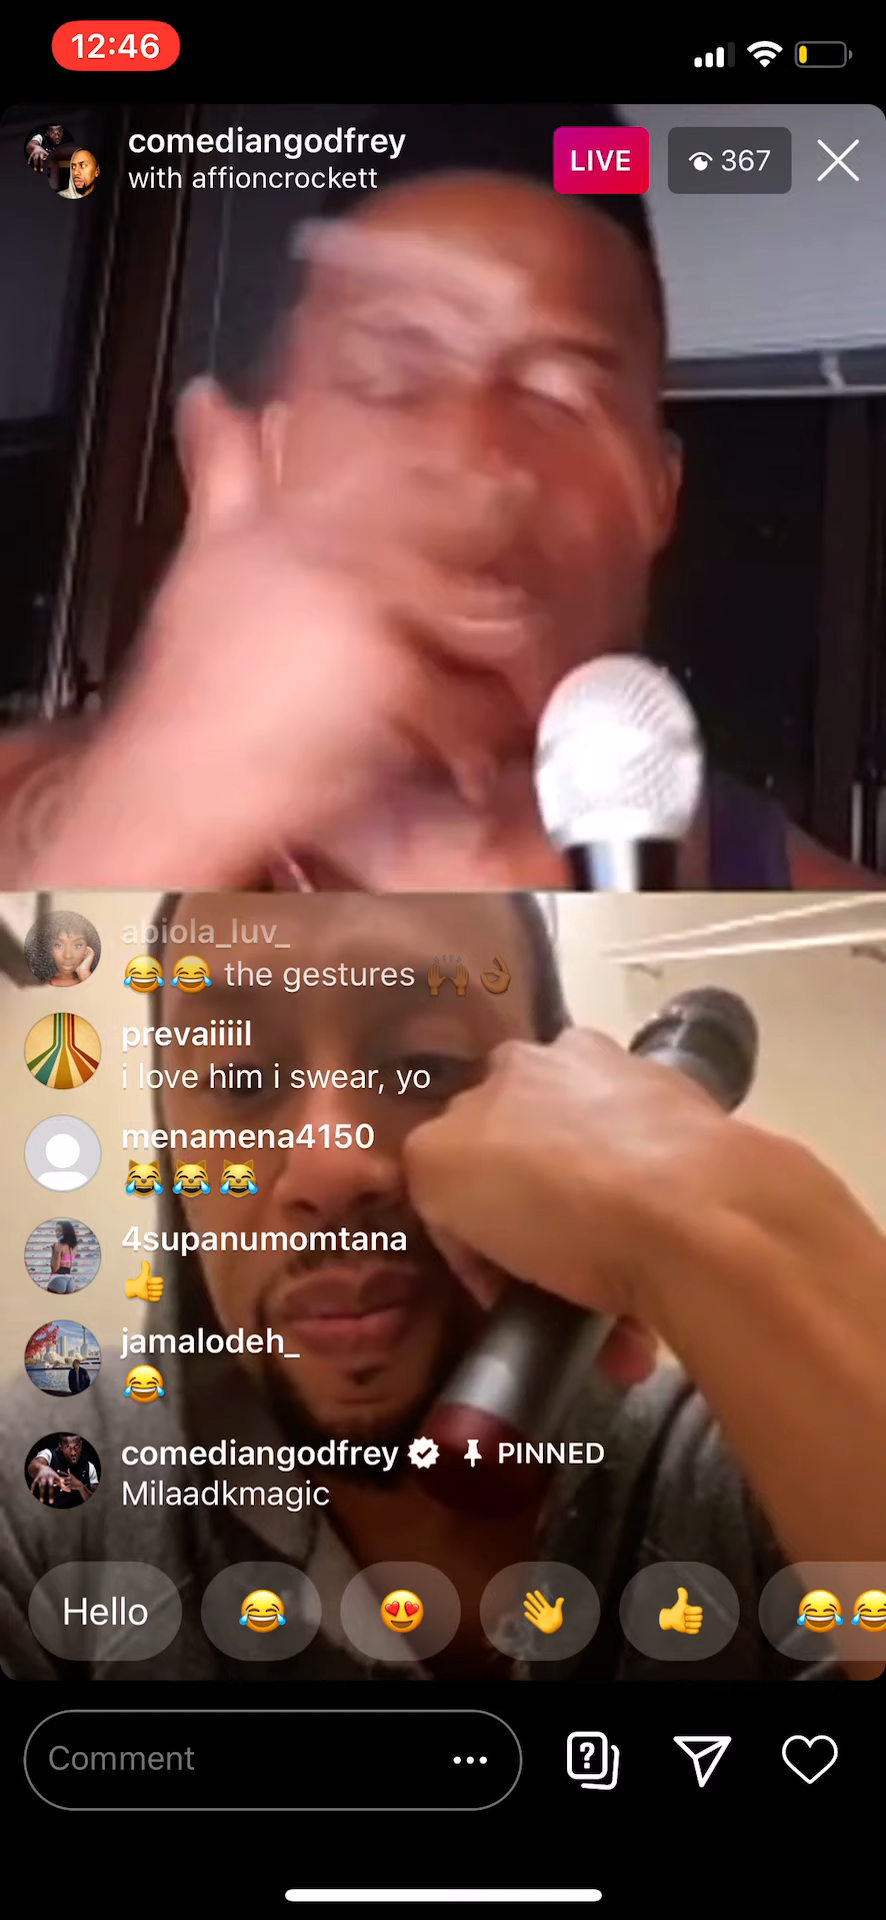 12:46
comediangodfrey
with affioncrockett
LIVE
367
abiola_luv_
😂😂 the gestures 🙌🏾👌🏾
prevaiiiil
i love him i swear, yo
menamena4150
😹😹😹
4supanumomtana
👍
jamalodeh_
😂
comediangodfrey PINNED
Milaadkmagic
Hello 😂 😍 👋 👍 😂😂
Comment